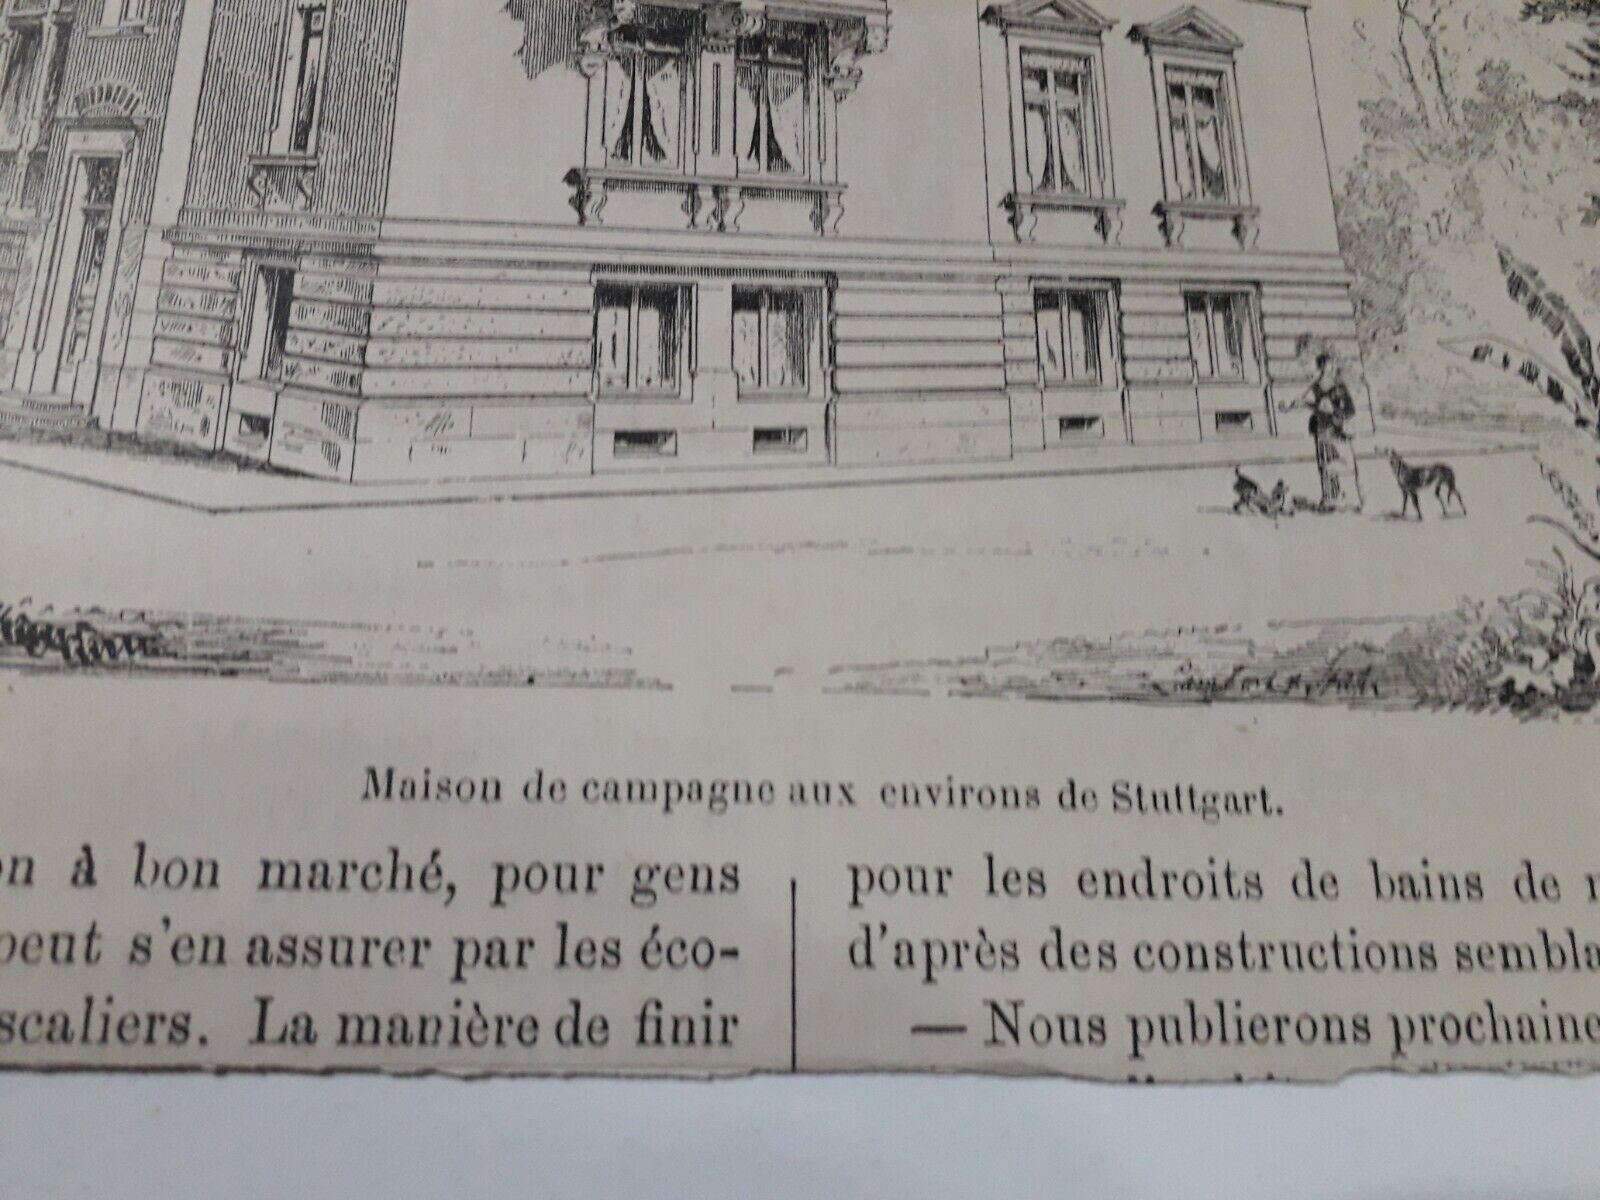 Maison de campagne aux environs de Stuttgart.
à bon marché, pour gens
s'en assurer par les éco-
scaliers. La manière de finir
pour les endroits de bains de
d'après des constructions sembla
— Nous publierons prochaine